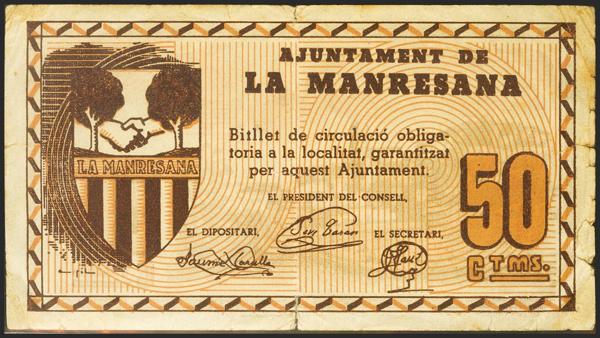 AJUNTAMENT DE
LA MANRESANA
LA MANRESANA
Bitllet de circulació obliga-
toria a la localitat, garantitzat
per aquest Ajuntament.
EL PRESIDENT DEL CONSELL,
EL DIPOSITARI,
EL SECRETARI,
50
CTMS.